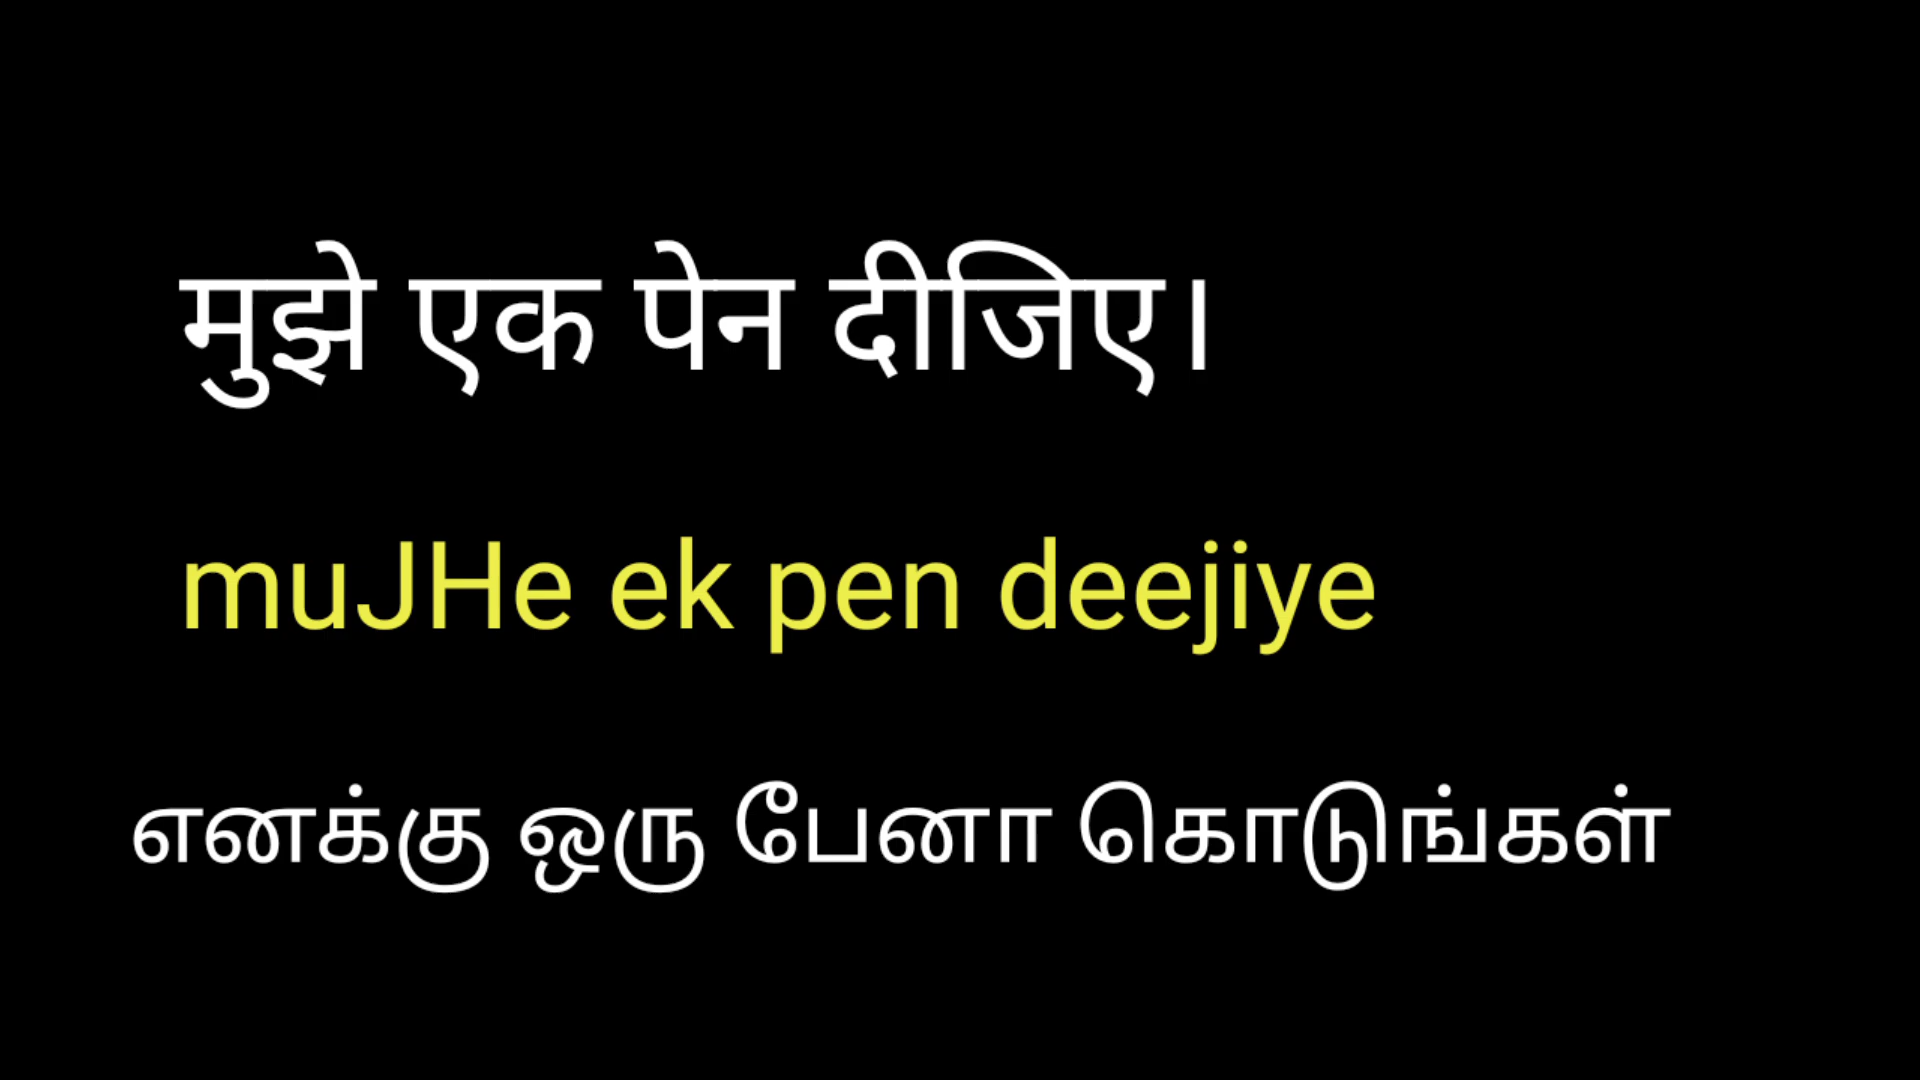 मुझे एक पेन दीजिए।
muJHe ek pen deejiye
எனக்கு ஒரு பேனா கொடுங்கள்